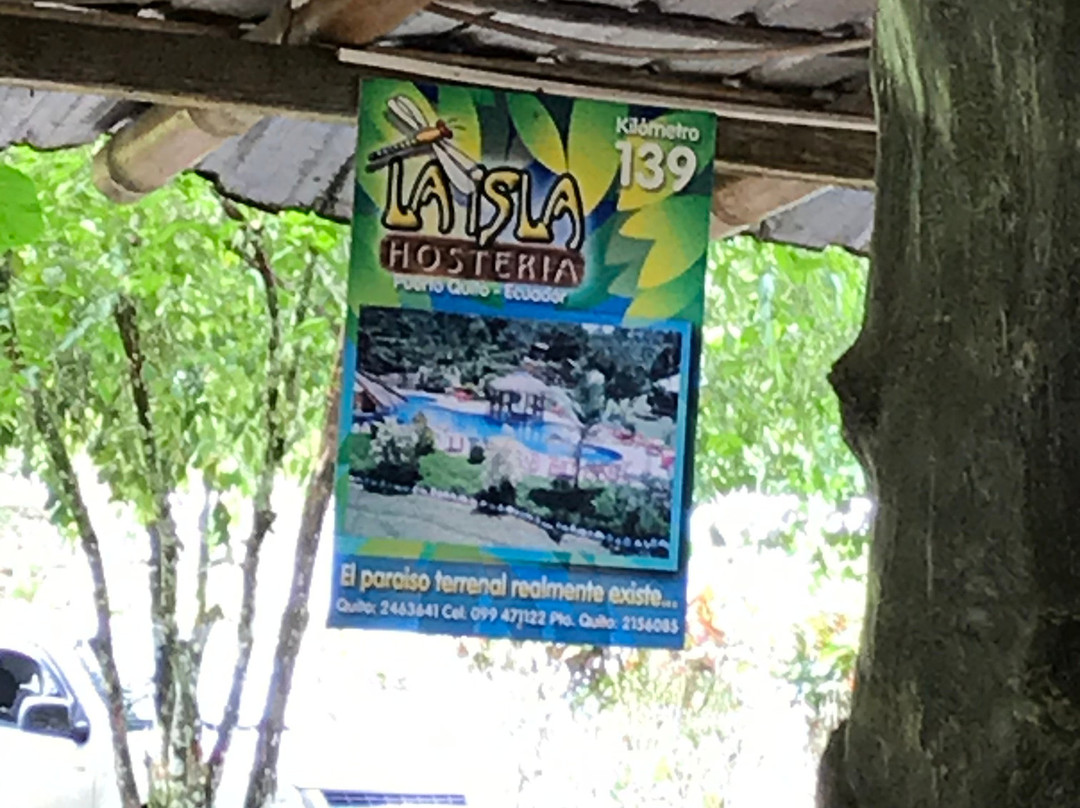 Kilómetro
139
LA iSLA
HOSTERIA
Puerto Quito - Ecuador
El paraiso terrenal realmente existe...
Quito: 2463641 Cel. 099 471122 Pto. Quito: 2156085